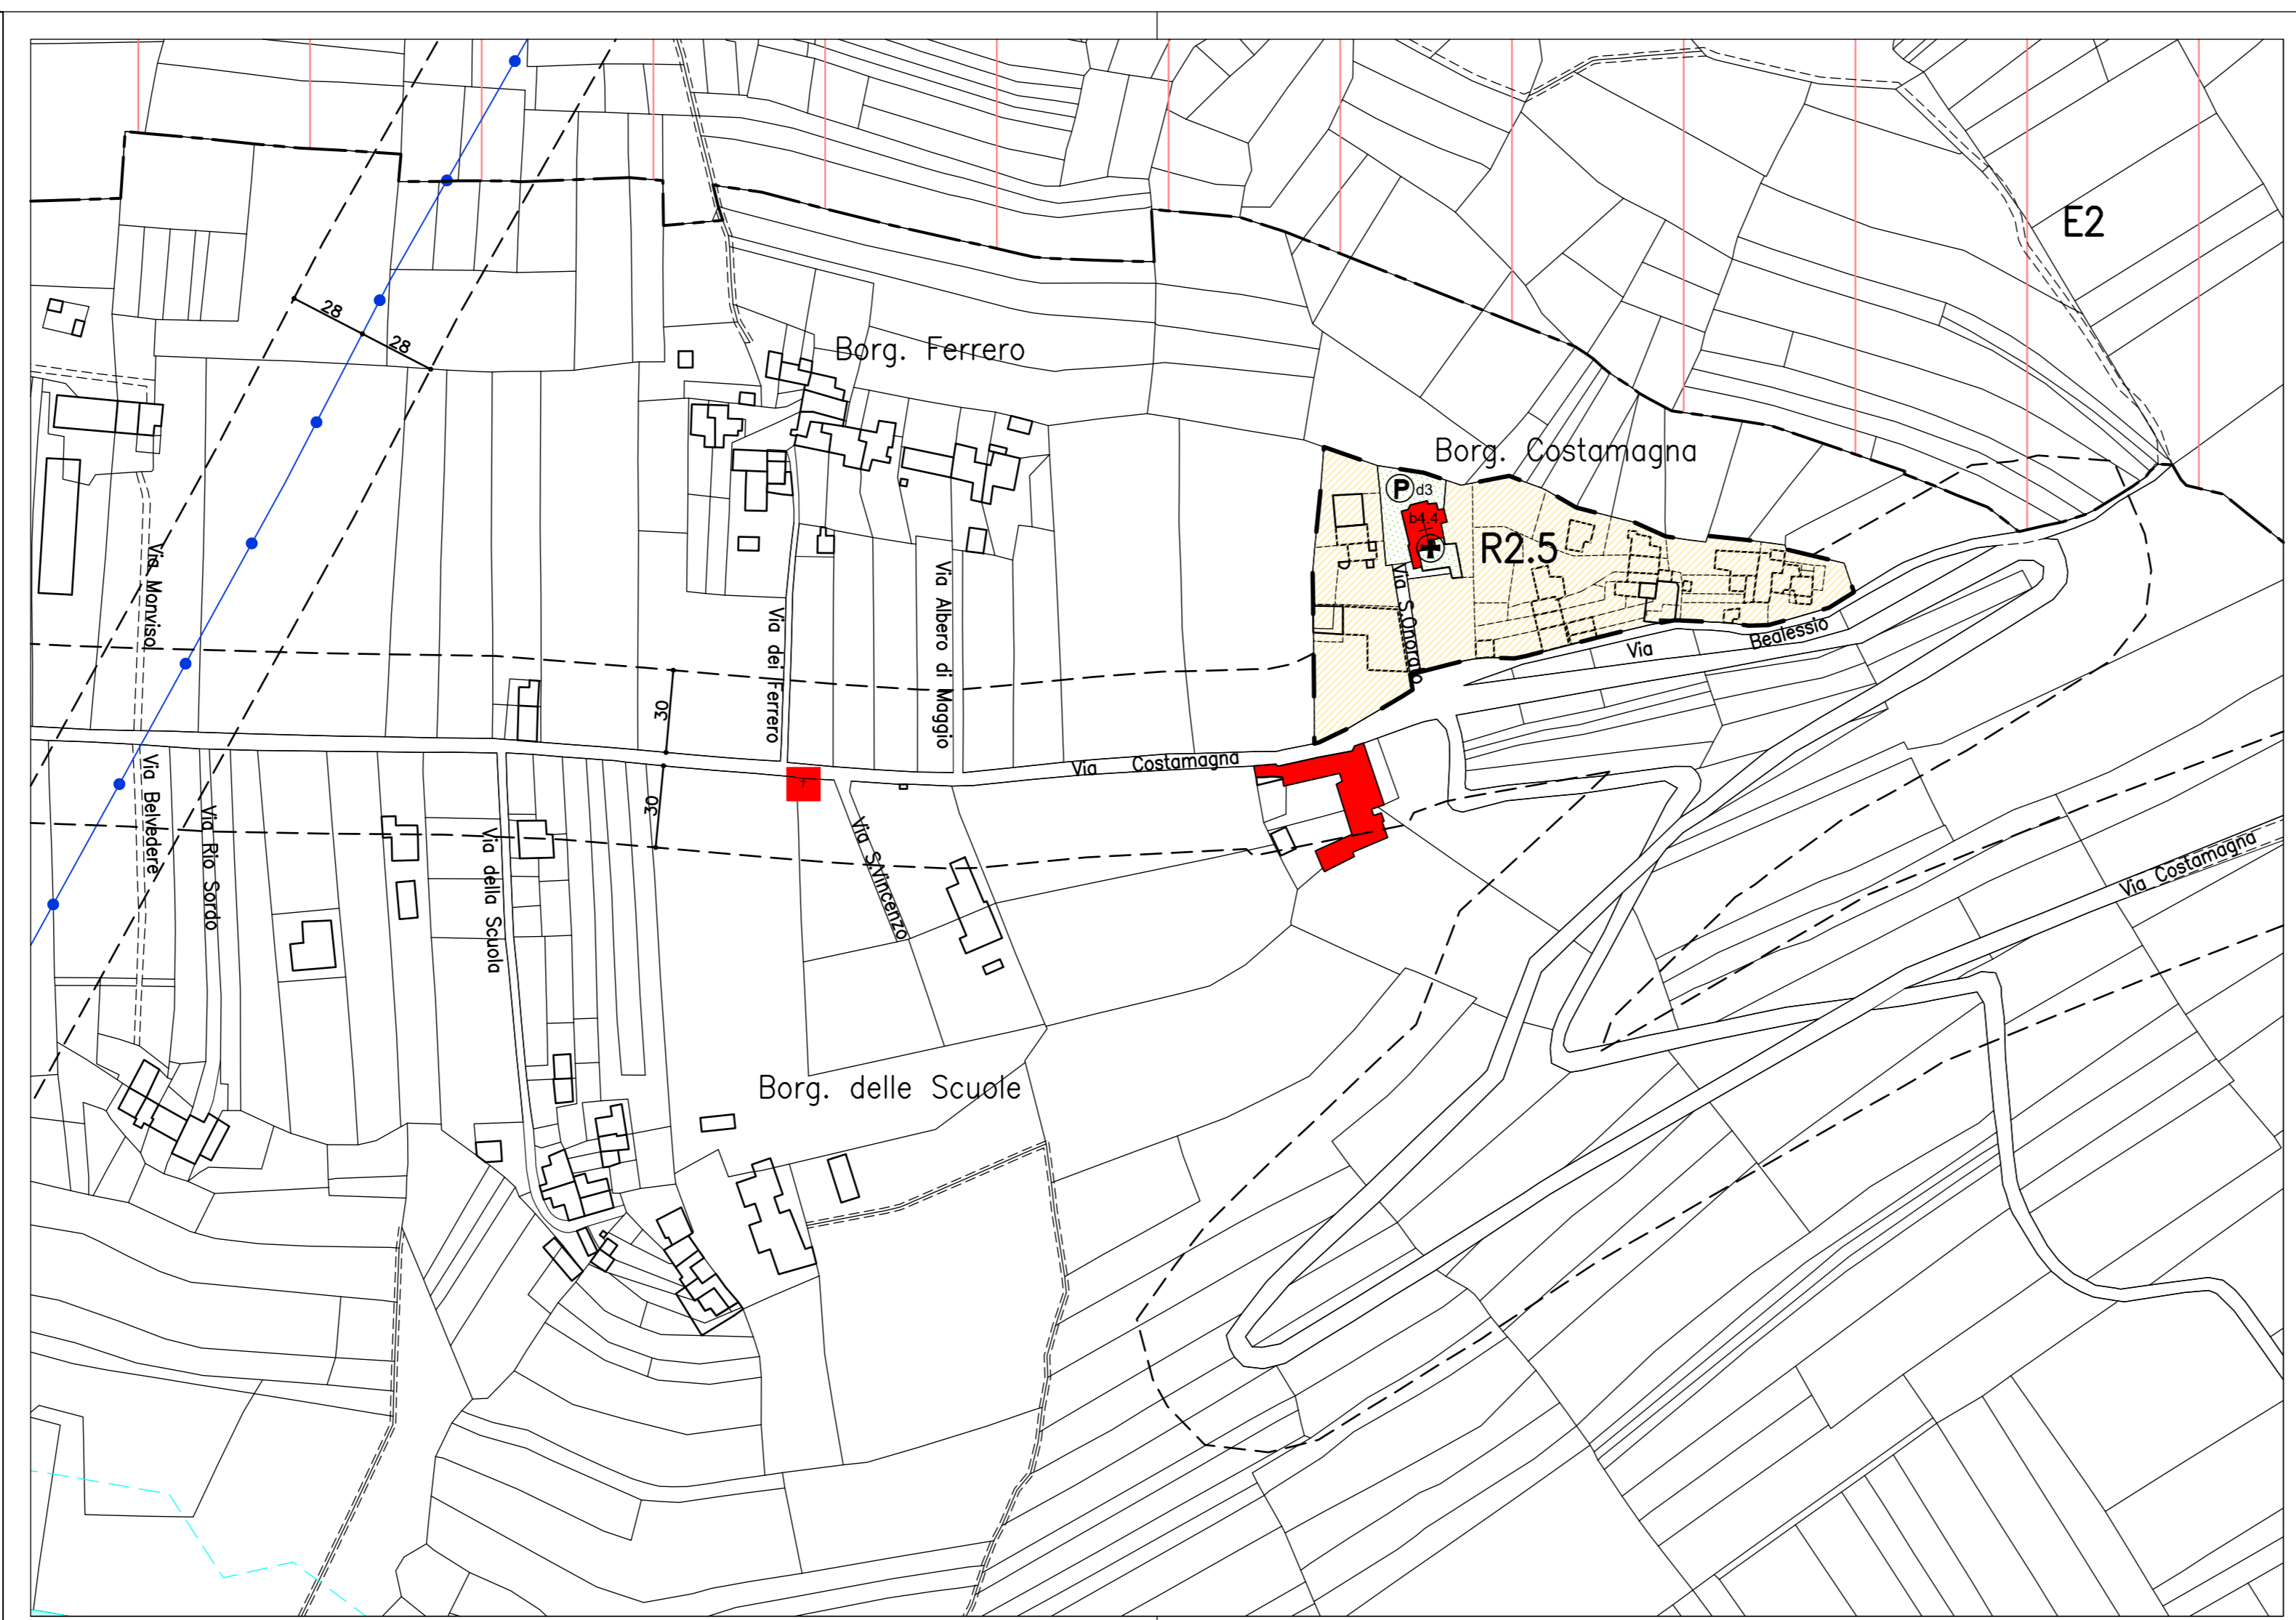 E2
28
28
Borg. Ferrero
Borg. Costamagna
P
d3
b4.4
R2.5
Via Monviso
Via dei Ferrero
Via Albero di Maggio
Via S.Onorato
Via Bealessio
30
Via Costamagna
30
Via Belvedere
Via Rio Sordo
Via della Scuola
Via S.Vincenzo
Via Costamagna
Borg. delle Scuole